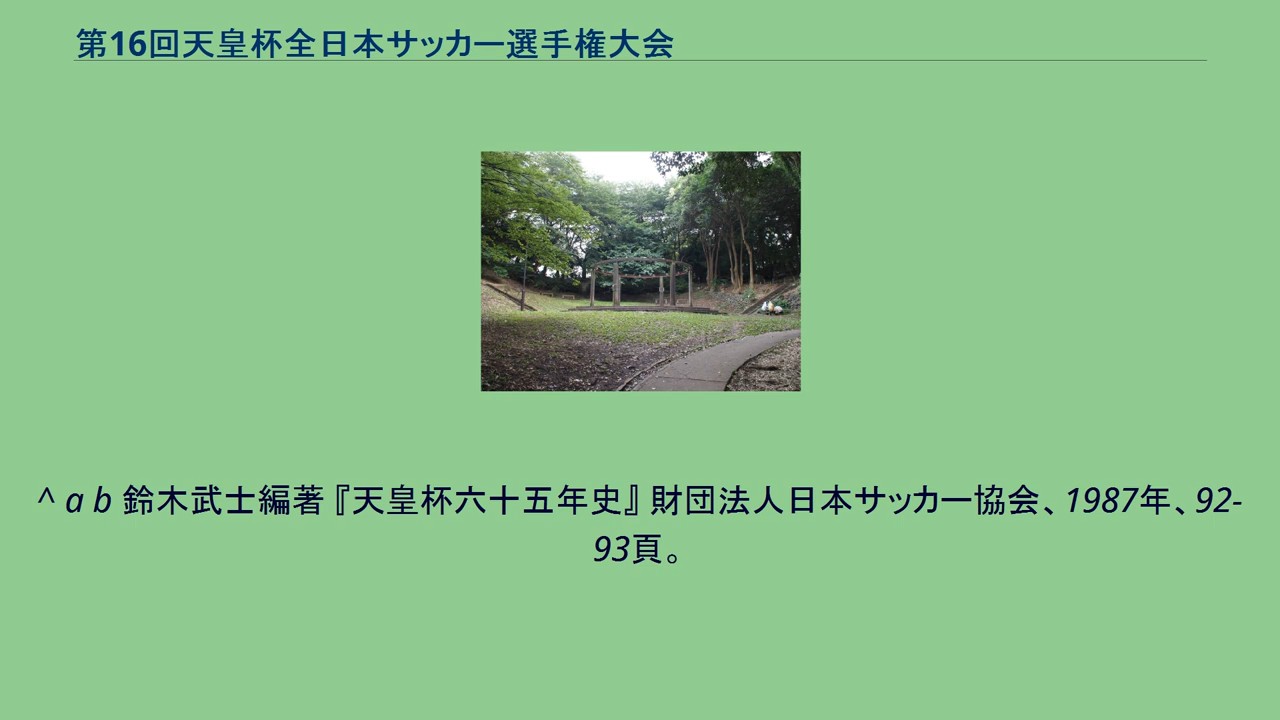 第16回天皇杯全日本サッカー選手権大会
^ a b 鈴木武士編著『天皇杯六十五年史』財団法人日本サッカー協会、1987年、92-
93頁。